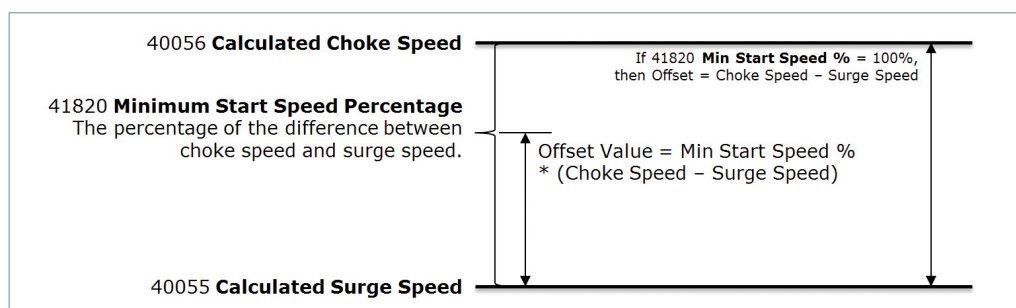 40056 Calculated Choke Speed
If 41820 Min Start Speed % = 100%,
then Offset = Choke Speed – Surge Speed
41820 Minimum Start Speed Percentage
The percentage of the difference between
choke speed and surge speed.
Offset Value = Min Start Speed %
* (Choke Speed – Surge Speed)
40055 Calculated Surge Speed